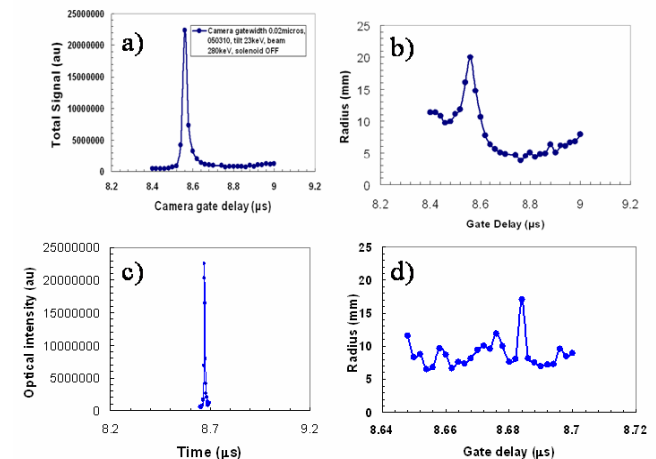 a)
Camera gatewidth 0.02micros,
050310, tilt 23keV, beam
280keV, solenoid OFF
Total Signal (au)
25000000
20000000
15000000
10000000
5000000
0
8.2 8.4 8.6 8.8 9 9.2
Camera gate delay (µs)
b)
Radius (mm)
25
20
15
10
5
0
8.2 8.4 8.6 8.8 9 9.2
Gate Delay (µs)
c)
Optical intensity (au)
25000000
20000000
15000000
10000000
5000000
0
8.2 8.7 9.2
Time (µs)
d)
Radius (mm)
25
20
15
10
5
0
8.64 8.66 8.68 8.7 8.72
Gate delay (µs)